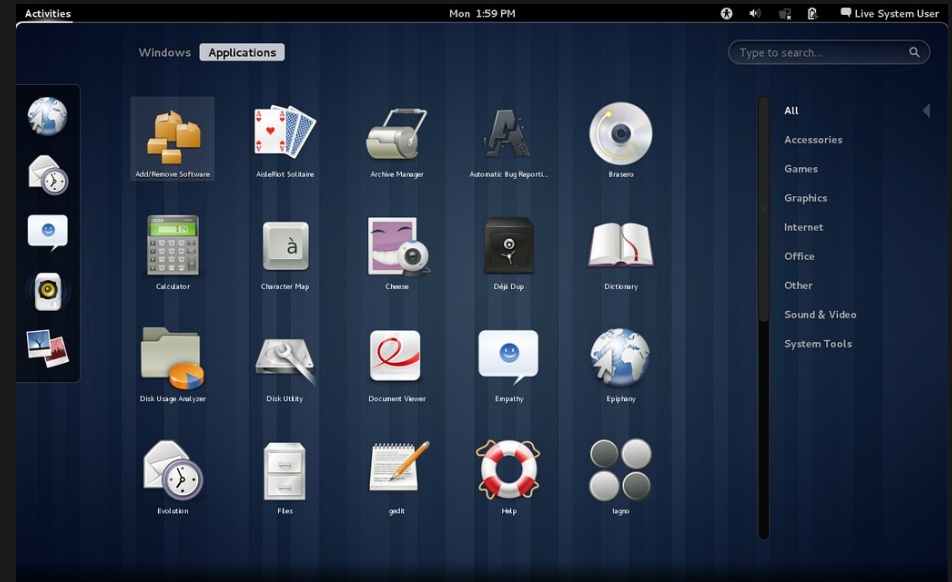 Activities
Mon 1:59 PM
Live System User
Windows
Applications
Type to search...
Add/Remove Software
AisleRiot Solitaire
Archive Manager
Automatic Bug Reporti...
Brasero
Calculator
Character Map
Cheese
Déjà Dup
Dictionary
Disk Usage Analyzer
Disk Utility
Document Viewer
Empathy
Epiphany
Evolution
Files
gedit
Help
Iagno
All
Accessories
Games
Graphics
Internet
Office
Other
Sound & Video
System Tools